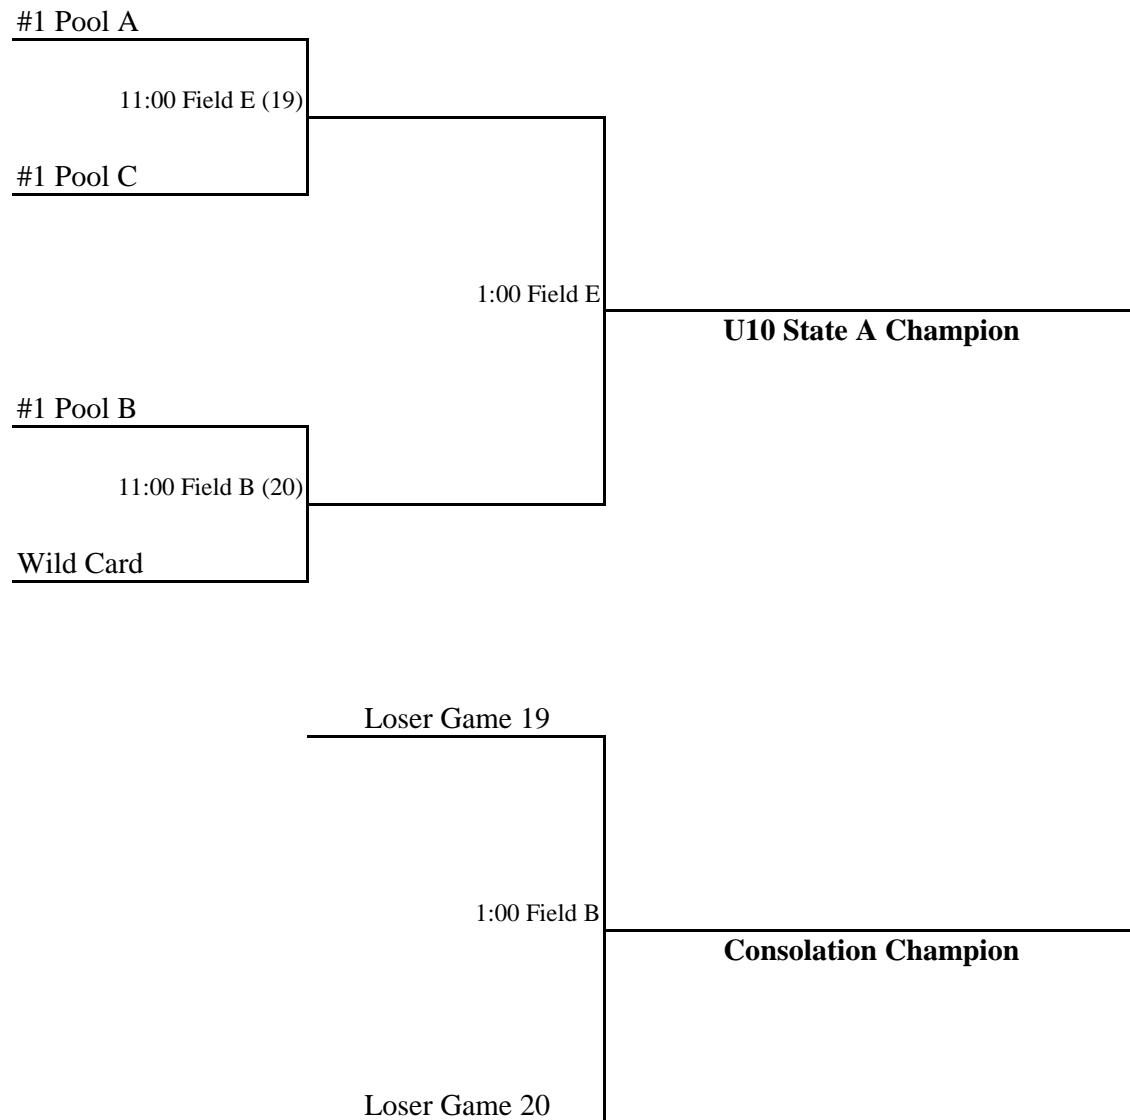 #1 Pool A
11:00 Field E (19)
#1 Pool C
1:00 Field E
U10 State A Champion
#1 Pool B
11:00 Field B (20)
Wild Card
Loser Game 19
1:00 Field B
Consolation Champion
Loser Game 20